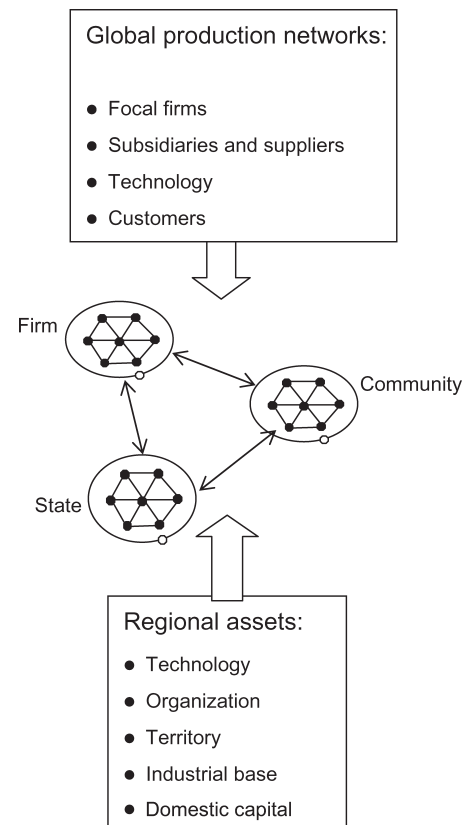 Global production networks:
● Focal firms
● Subsidiaries and suppliers
● Technology
● Customers
Firm
Community
State
Regional assets:
● Technology
● Organization
● Territory
● Industrial base
● Domestic capital